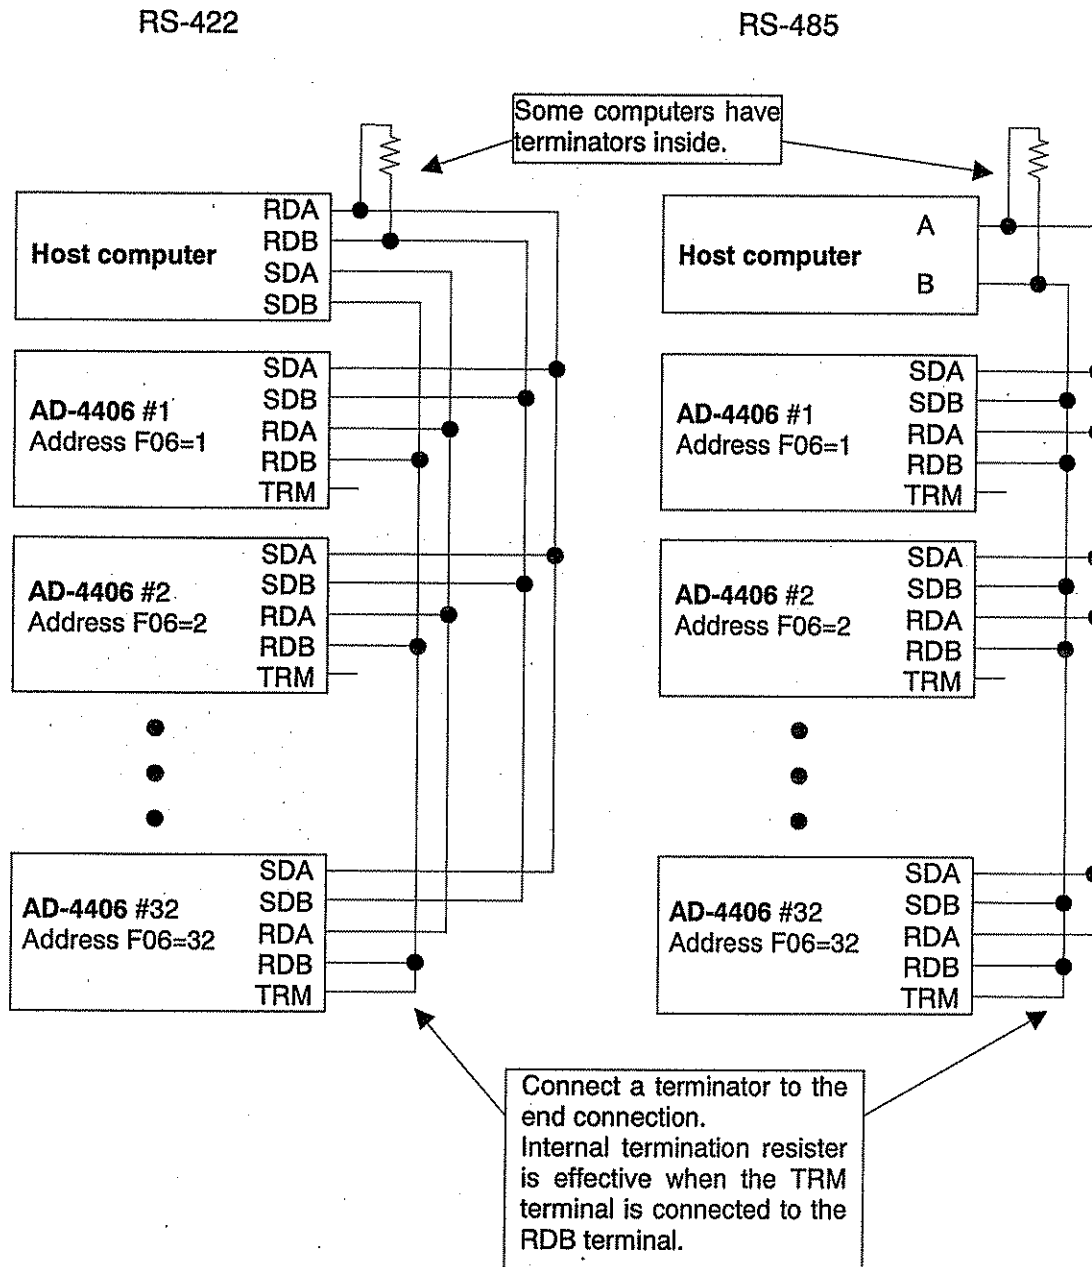 RS-422
RS-485
Some computers have
terminators inside.
Host computer
RDA
RDB
SDA
SDB
AD-4406 #1
Address F06=1
SDA
SDB
RDA
RDB
TRM
AD-4406 #2
Address F06=2
SDA
SDB
RDA
RDB
TRM
AD-4406 #32
Address F06=32
SDA
SDB
RDA
RDB
TRM
Host computer
A
B
AD-4406 #1
Address F06=1
SDA
SDB
RDA
RDB
TRM
AD-4406 #2
Address F06=2
SDA
SDB
RDA
RDB
TRM
AD-4406 #32
Address F06=32
SDA
SDB
RDA
RDB
TRM
Connect a terminator to the
end connection.
Internal termination resister
is effective when the TRM
terminal is connected to the
RDB terminal.